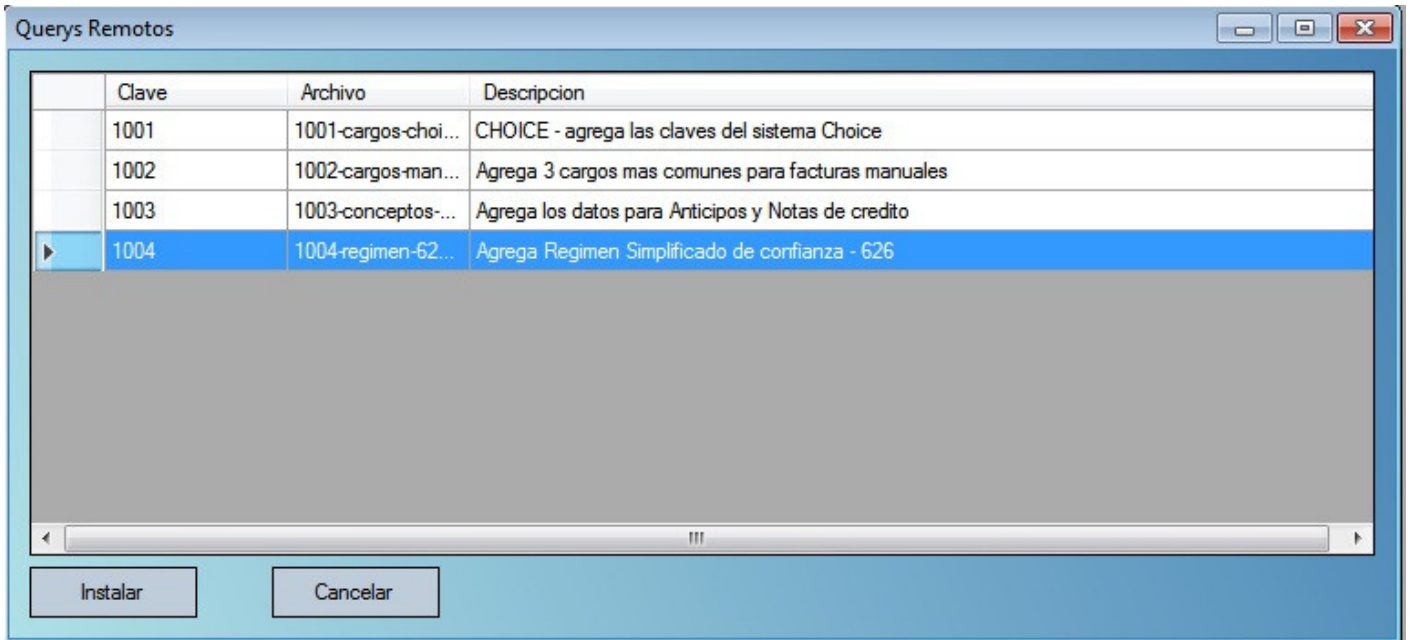 Querys Remotos
Clave Archivo Descripcion
1001 1001-cargos-choi... CHOICE - agrega las claves del sistema Choice
1002 1002-cargos-man... Agrega 3 cargos mas comunes para facturas manuales
1003 1003-conceptos-... Agrega los datos para Anticipos y Notas de credito
1004 1004-regimen-62... Agrega Regimen Simplificado de confianza - 626
Instalar Cancelar